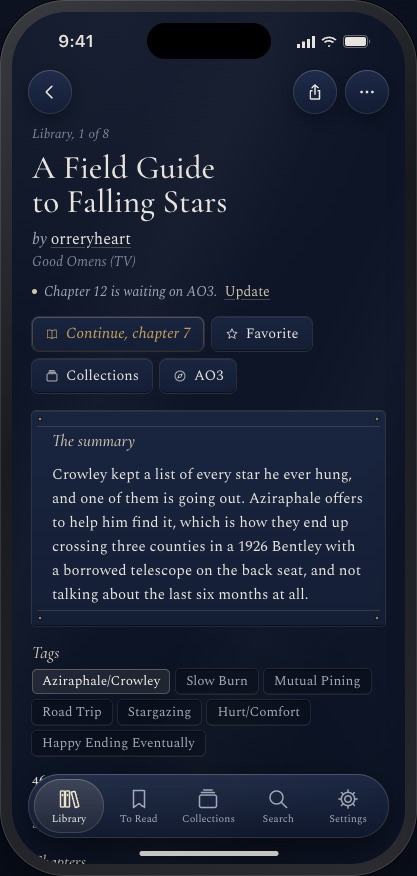 9:41
Library, 1 of 8
A Field Guide
to Falling Stars
by orreryheart
Good Omens (TV)
Chapter 12 is waiting on AO3. Update
Continue, chapter 7
Favorite
Collections
AO3
The summary
Crowley kept a list of every star he ever hung,
and one of them is going out. Aziraphale offers
to help him find it, which is how they end up
crossing three counties in a 1926 Bentley with
a borrowed telescope on the back seat, and not
talking about the last six months at all.
Tags
Aziraphale/Crowley
Slow Burn
Mutual Pining
Road Trip
Stargazing
Hurt/Comfort
Happy Ending Eventually
Library
To Read
Collections
Search
Settings
Chapters